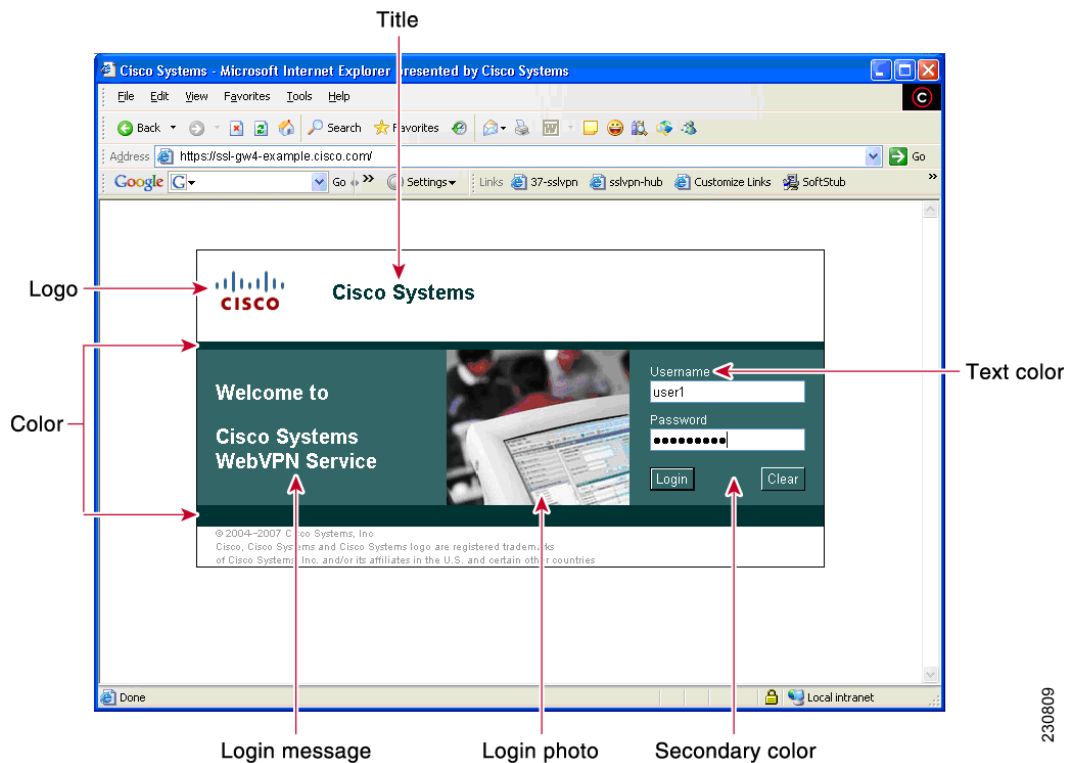 Title
Cisco Systems - Microsoft Internet Explorer presented by Cisco Systems
File Edit View Favorites Tools Help
Back Search Favorites
Address https://ssl-gw4-example.cisco.com/ Go
Google G Go Settings Links 37-sslvpn sslvpn-hub Customize Links SoftStub
Logo
CISCO
Cisco Systems
Color
Welcome to
Cisco Systems
WebVPN Service
Username
user1
Password
Login Clear
Text color
© 2004-2007 Cisco Systems, Inc
Cisco, Cisco Systems and Cisco Systems logo are registered trademarks
of Cisco Systems, Inc. and/or its affiliates in the U.S. and certain other countries
Done Local intranet
Login message Login photo Secondary color
230809